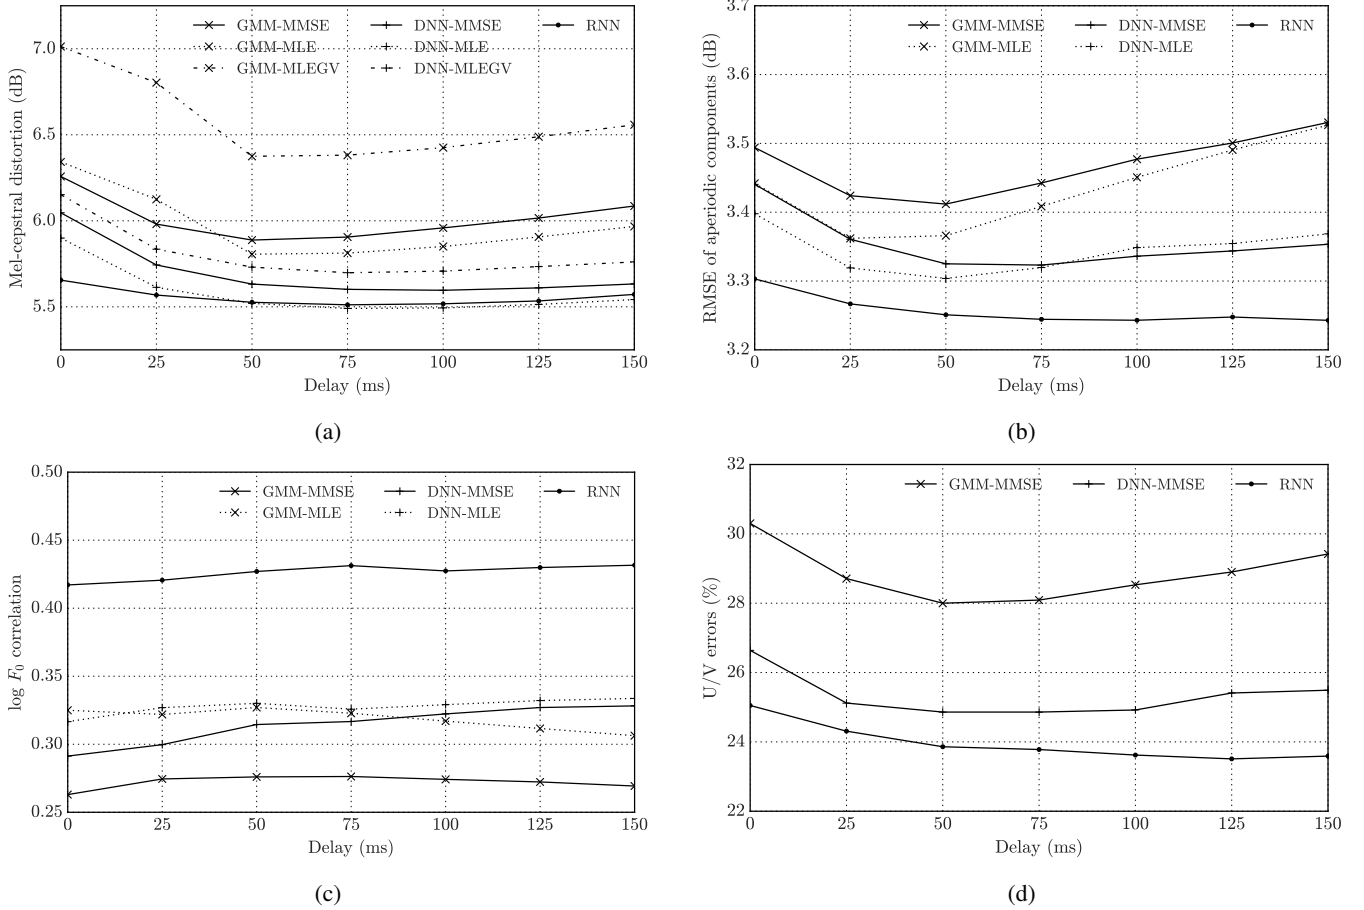 GMM-MMSE DNN-MMSE RNN
GMM-MLE DNN-MLE
GMM-MLEGV DNN-MLEGV
7.0
6.5
6.0
5.5
Mel-cepstral distortion (dB)
0 25 50 75 100 125 150
Delay (ms)
(a)
GMM-MMSE DNN-MMSE RNN
GMM-MLE DNN-MLE
3.7
3.6
3.5
3.4
3.3
3.2
RMSE of aperiodic components (dB)
0 25 50 75 100 125 150
Delay (ms)
(b)
GMM-MMSE DNN-MMSE RNN
GMM-MLE DNN-MLE
0.50
0.45
0.40
0.35
0.30
0.25
log F₀ correlation
0 25 50 75 100 125 150
Delay (ms)
(c)
GMM-MMSE DNN-MMSE RNN
32
30
28
26
24
22
U/V errors (%)
0 25 50 75 100 125 150
Delay (ms)
(d)